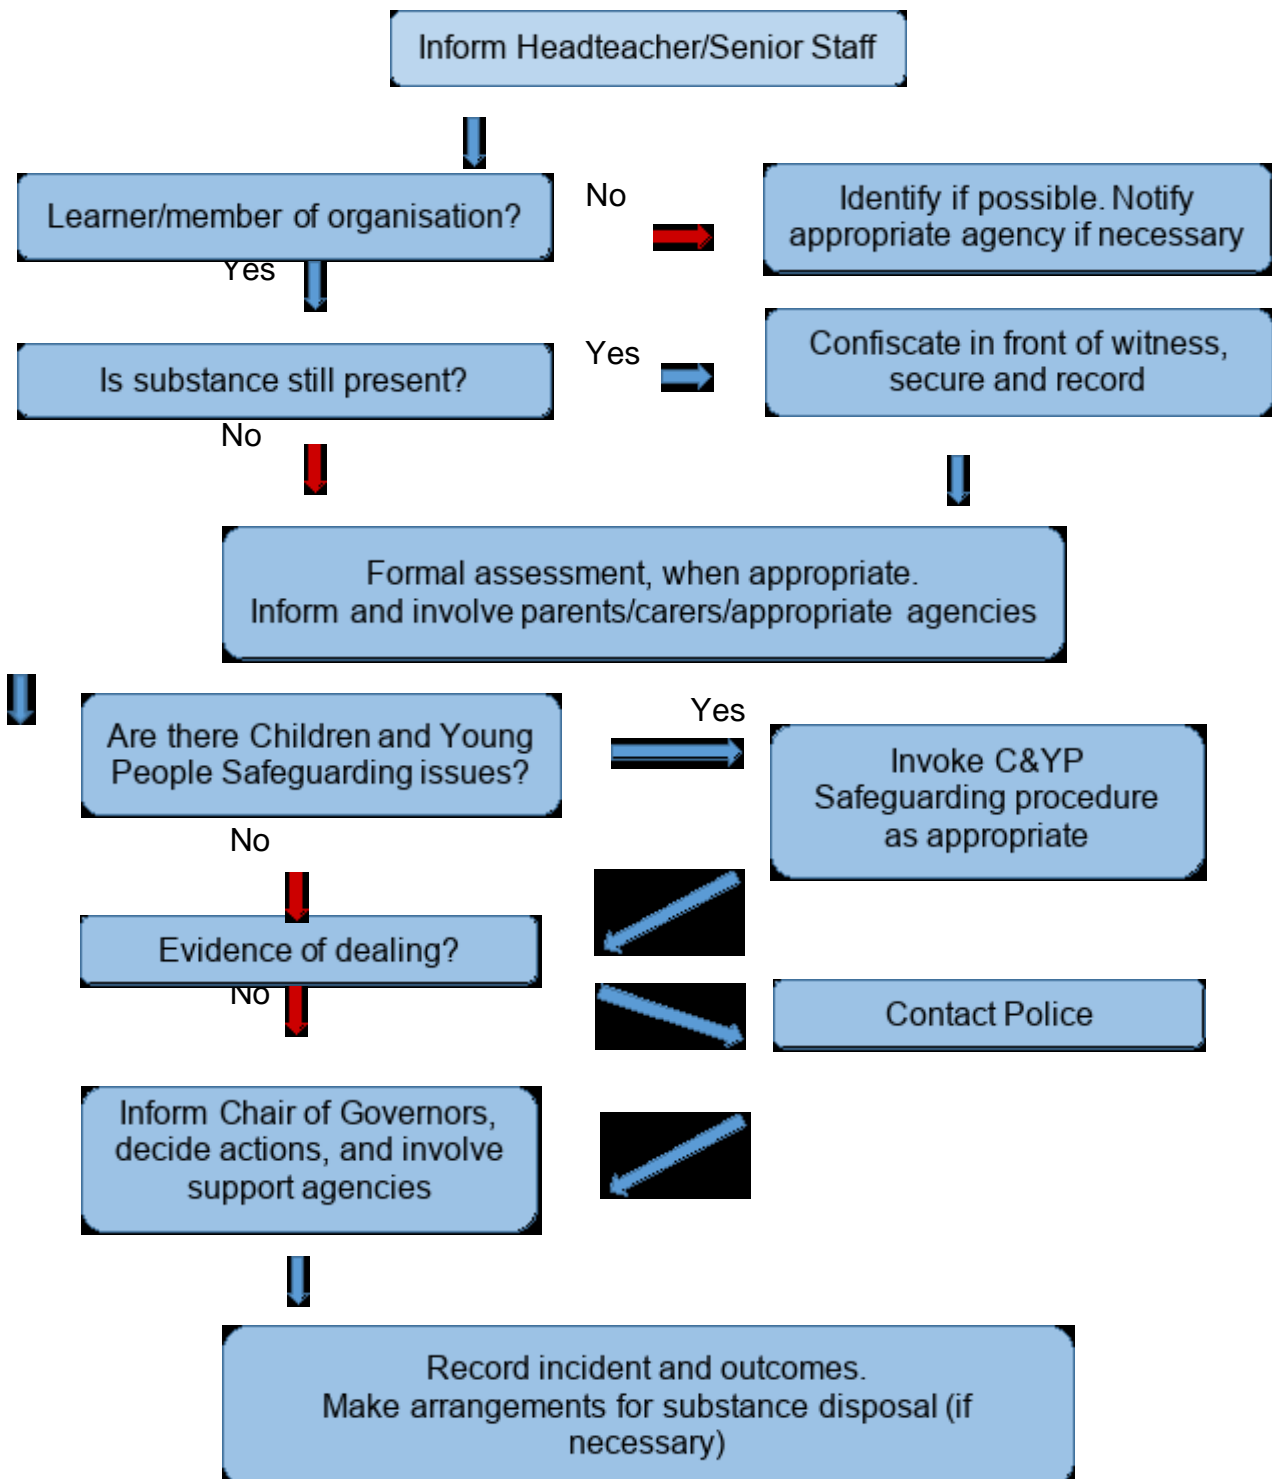 Inform Headteacher/Senior Staff
Learner/member of organisation?
No
Identify if possible. Notify
appropriate agency if necessary
Yes
Is substance still present?
Yes
Confiscate in front of witness,
secure and record
No
Formal assessment, when appropriate.
Inform and involve parents/carers/appropriate agencies
Are there Children and Young
People Safeguarding issues?
Yes
Invoke C&YP
Safeguarding procedure
as appropriate
No
Evidence of dealing?
No
Contact Police
Inform Chair of Governors,
decide actions, and involve
support agencies
Record incident and outcomes.
Make arrangements for substance disposal (if
necessary)